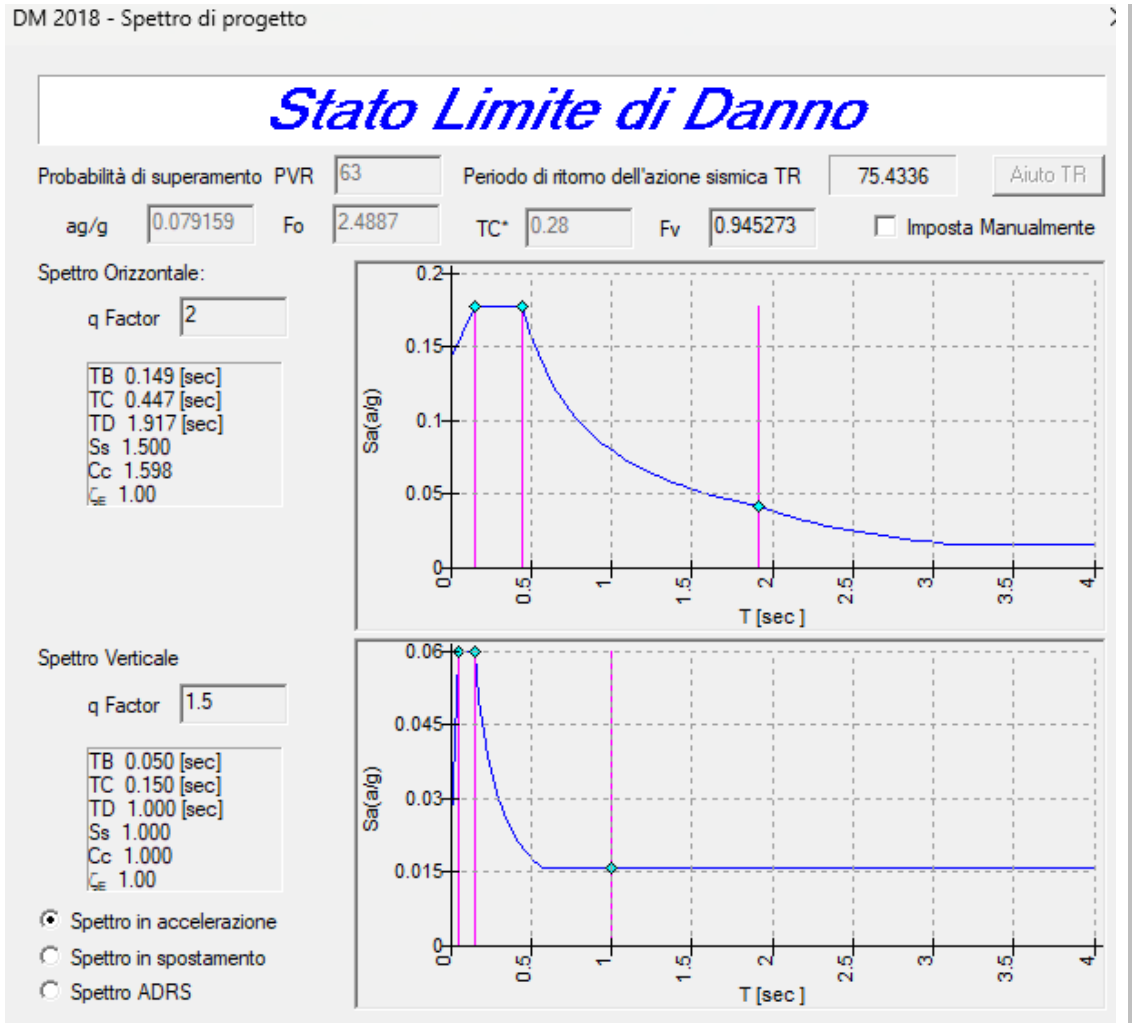 DM 2018 - Spettro di progetto
Stato Limite di Danno
Probabilità di superamento PVR 63 Periodo di ritorno dell'azione sismica TR 75.4336 Aiuto TR
ag/g 0.079159 Fo 2.4887 TC* 0.28 Fv 0.945273 Imposta Manualmente
Spettro Orizzontale:
q Factor 2
TB 0.149 [sec]
TC 0.447 [sec]
TD 1.917 [sec]
Ss 1.500
Cc 1.598
1.00
Sa(a/g)
0.2
0.15
0.1
0.05
0
0 0.5 1 1.5 2 2.5 3 3.5 4
T [sec ]
Spettro Verticale
q Factor 1.5
TB 0.050 [sec]
TC 0.150 [sec]
TD 1.000 [sec]
Ss 1.000
Cc 1.000
1.00
Sa(a/g)
0.06
0.045
0.03
0.015
0
0 0.5 1 1.5 2 2.5 3 3.5 4
T [sec ]
Spettro in accelerazione
Spettro in spostamento
Spettro ADRS